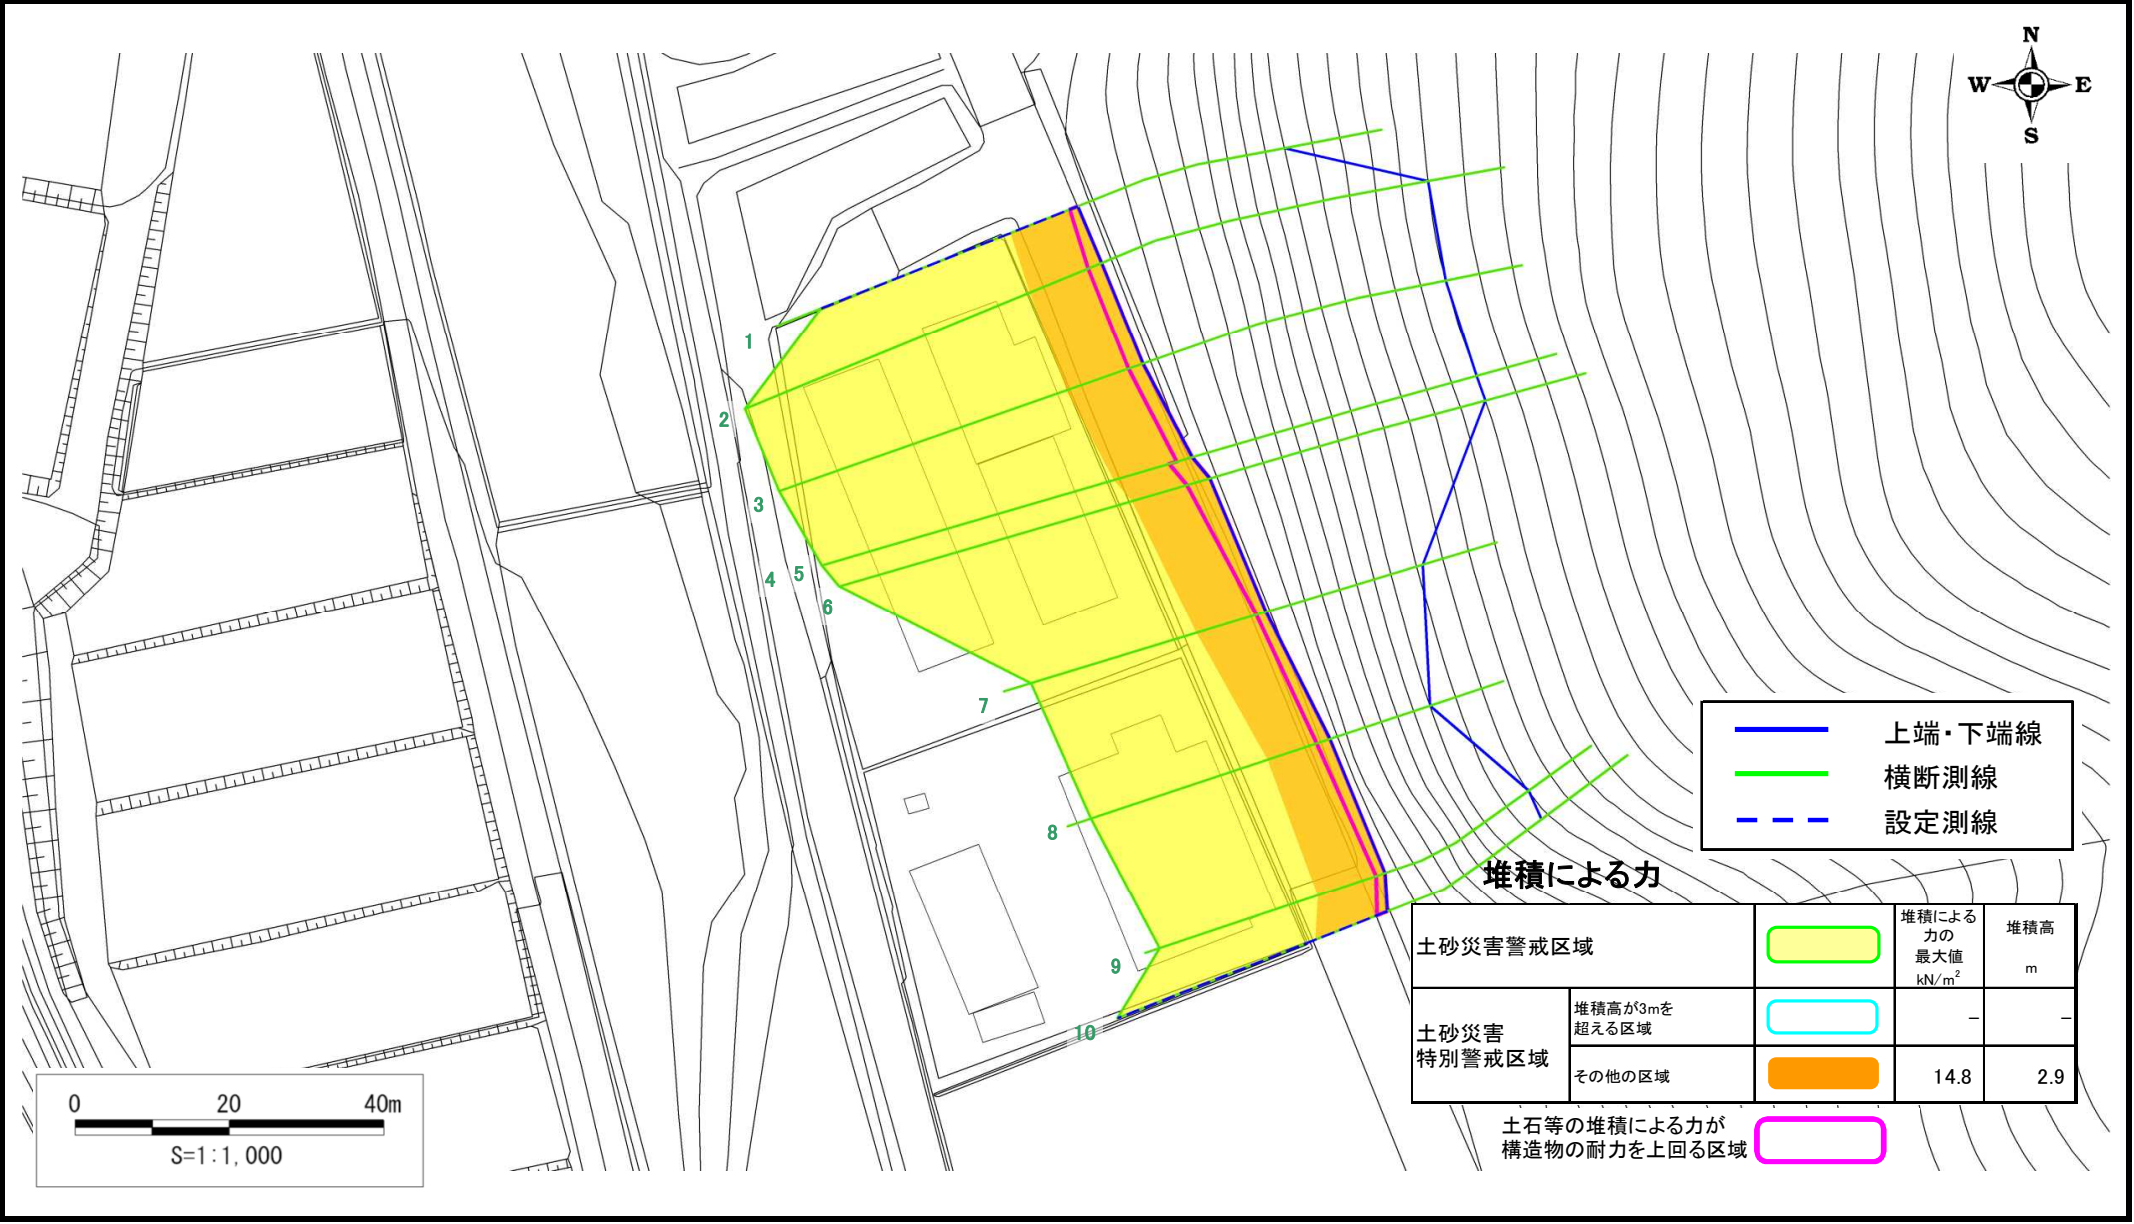 N
W E
S
1
2
3
4
5
6
7
8
9
10
上端・下端線
横断測線
設定測線
堆積による力
土砂災害警戒区域
堆積による
力の
最大値
kN/m²
堆積高
m
土砂災害
特別警戒区域
堆積高が3mを
超える区域
－
－
その他の区域
14.8
2.9
土石等の堆積による力が
構造物の耐力を上回る区域
0 20 40m
S=1:1,000